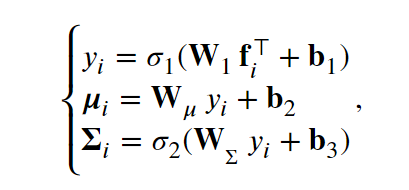 y_i = σ_1(W_1 f_i^⊤ + b_1)
μ_i = W_μ y_i + b_2 ,
Σ_i = σ_2(W_Σ y_i + b_3)